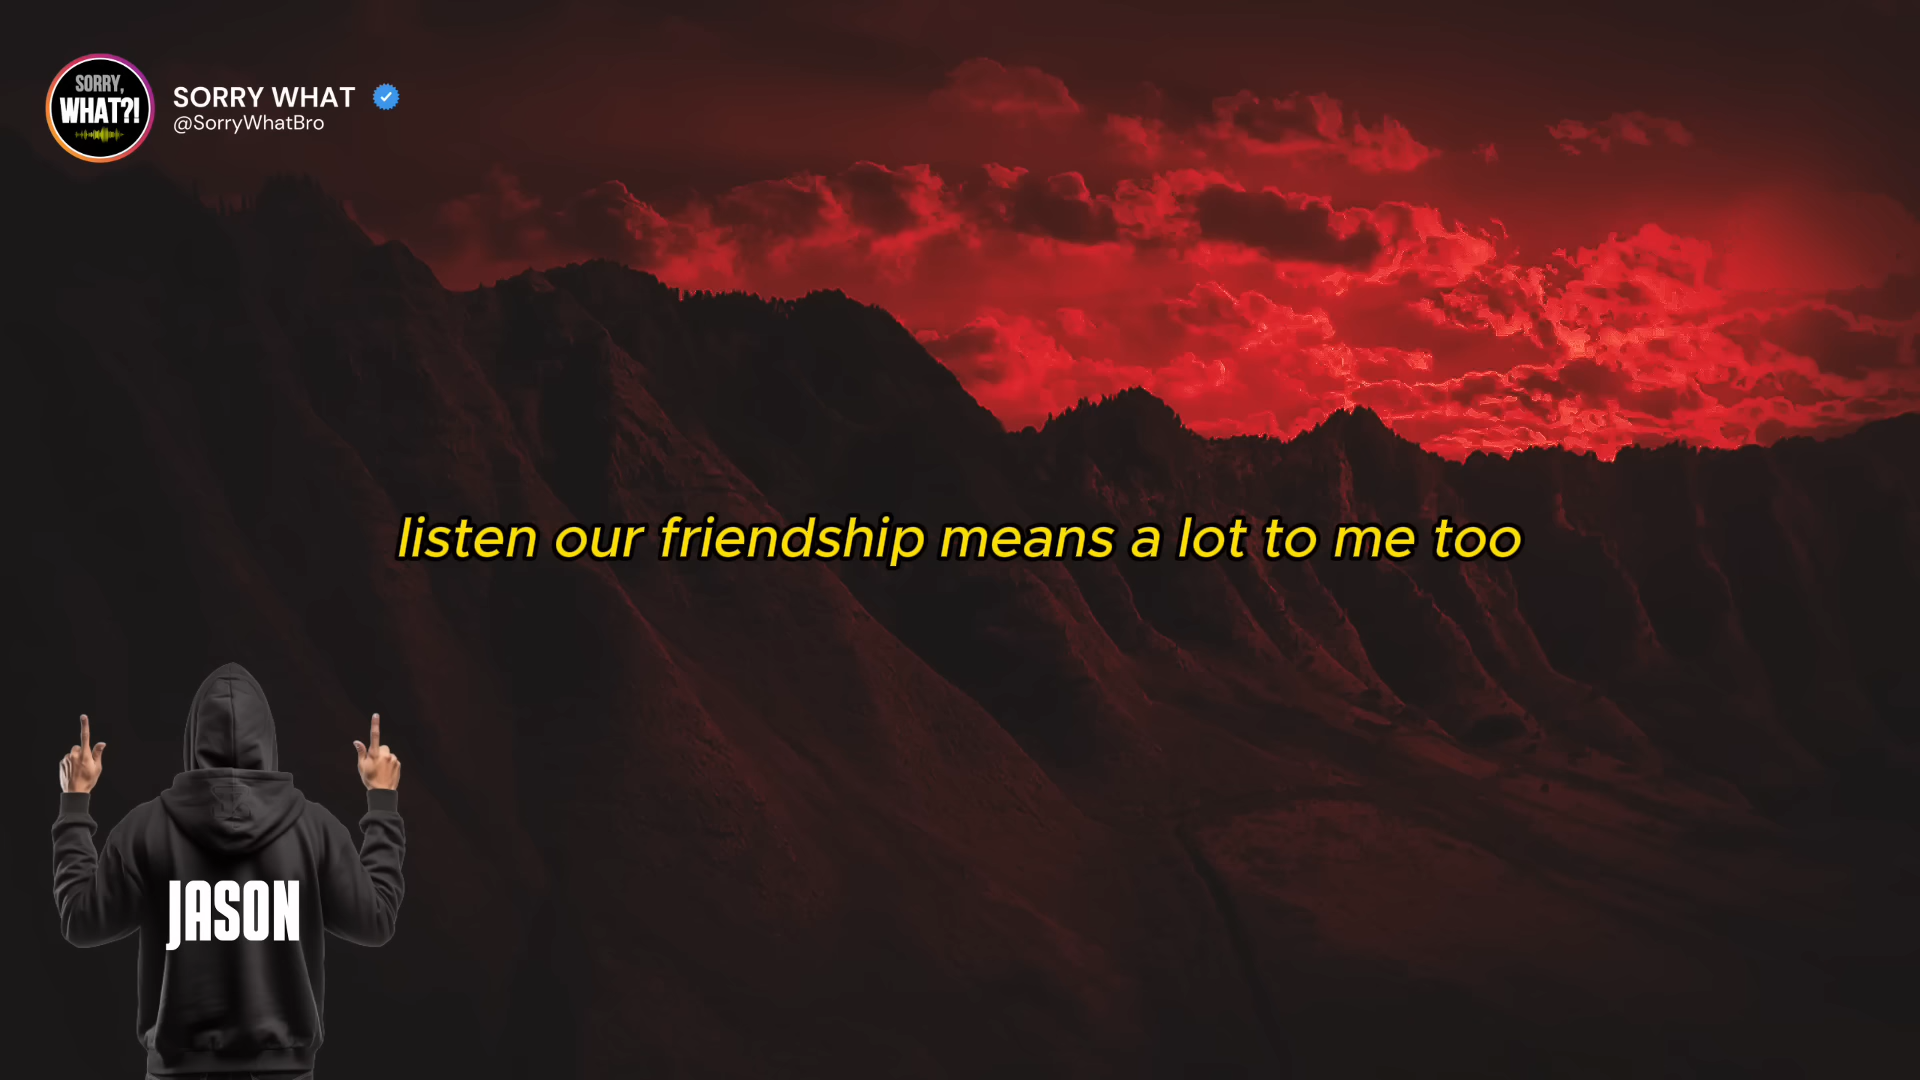 SORRY,
WHAT?!
SORRY WHAT
@SorryWhatBro
listen our friendship means a lot to me too
JASON